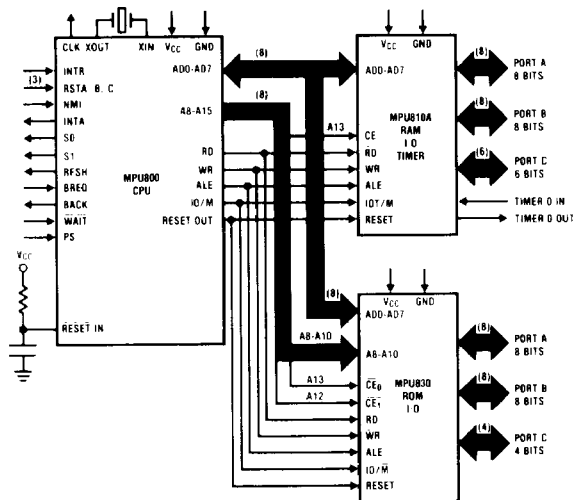 CLK XOUT XIN VCC GND
(3)
INTR
RSTA B. C
NMI
INTA
S0
S1
RFSH
BREQ
BACK
WAIT
PS
VCC
RESET IN
MPU800
CPU
AD0-AD7
A8-A15
RD
WR
ALE
IO/M
RESET OUT
(8)
(8)
A13
VCC GND
AD0-AD7
CE
RD
WR
ALE
IOT/M
RESET
MPU810A
RAM
I O
TIMER
(8)
PORT A
8 BITS
(8)
PORT B
8 BITS
(6)
PORT C
6 BITS
TIMER 0 IN
TIMER 0 OUT
(8)
A8-A10
A13
A12
VCC GND
AD0-AD7
A8-A10
CE0
CE1
RD
WR
ALE
IO/M
RESET
MPU830
ROM
I/O
(8)
PORT A
8 BITS
(8)
PORT B
8 BITS
(4)
PORT C
4 BITS